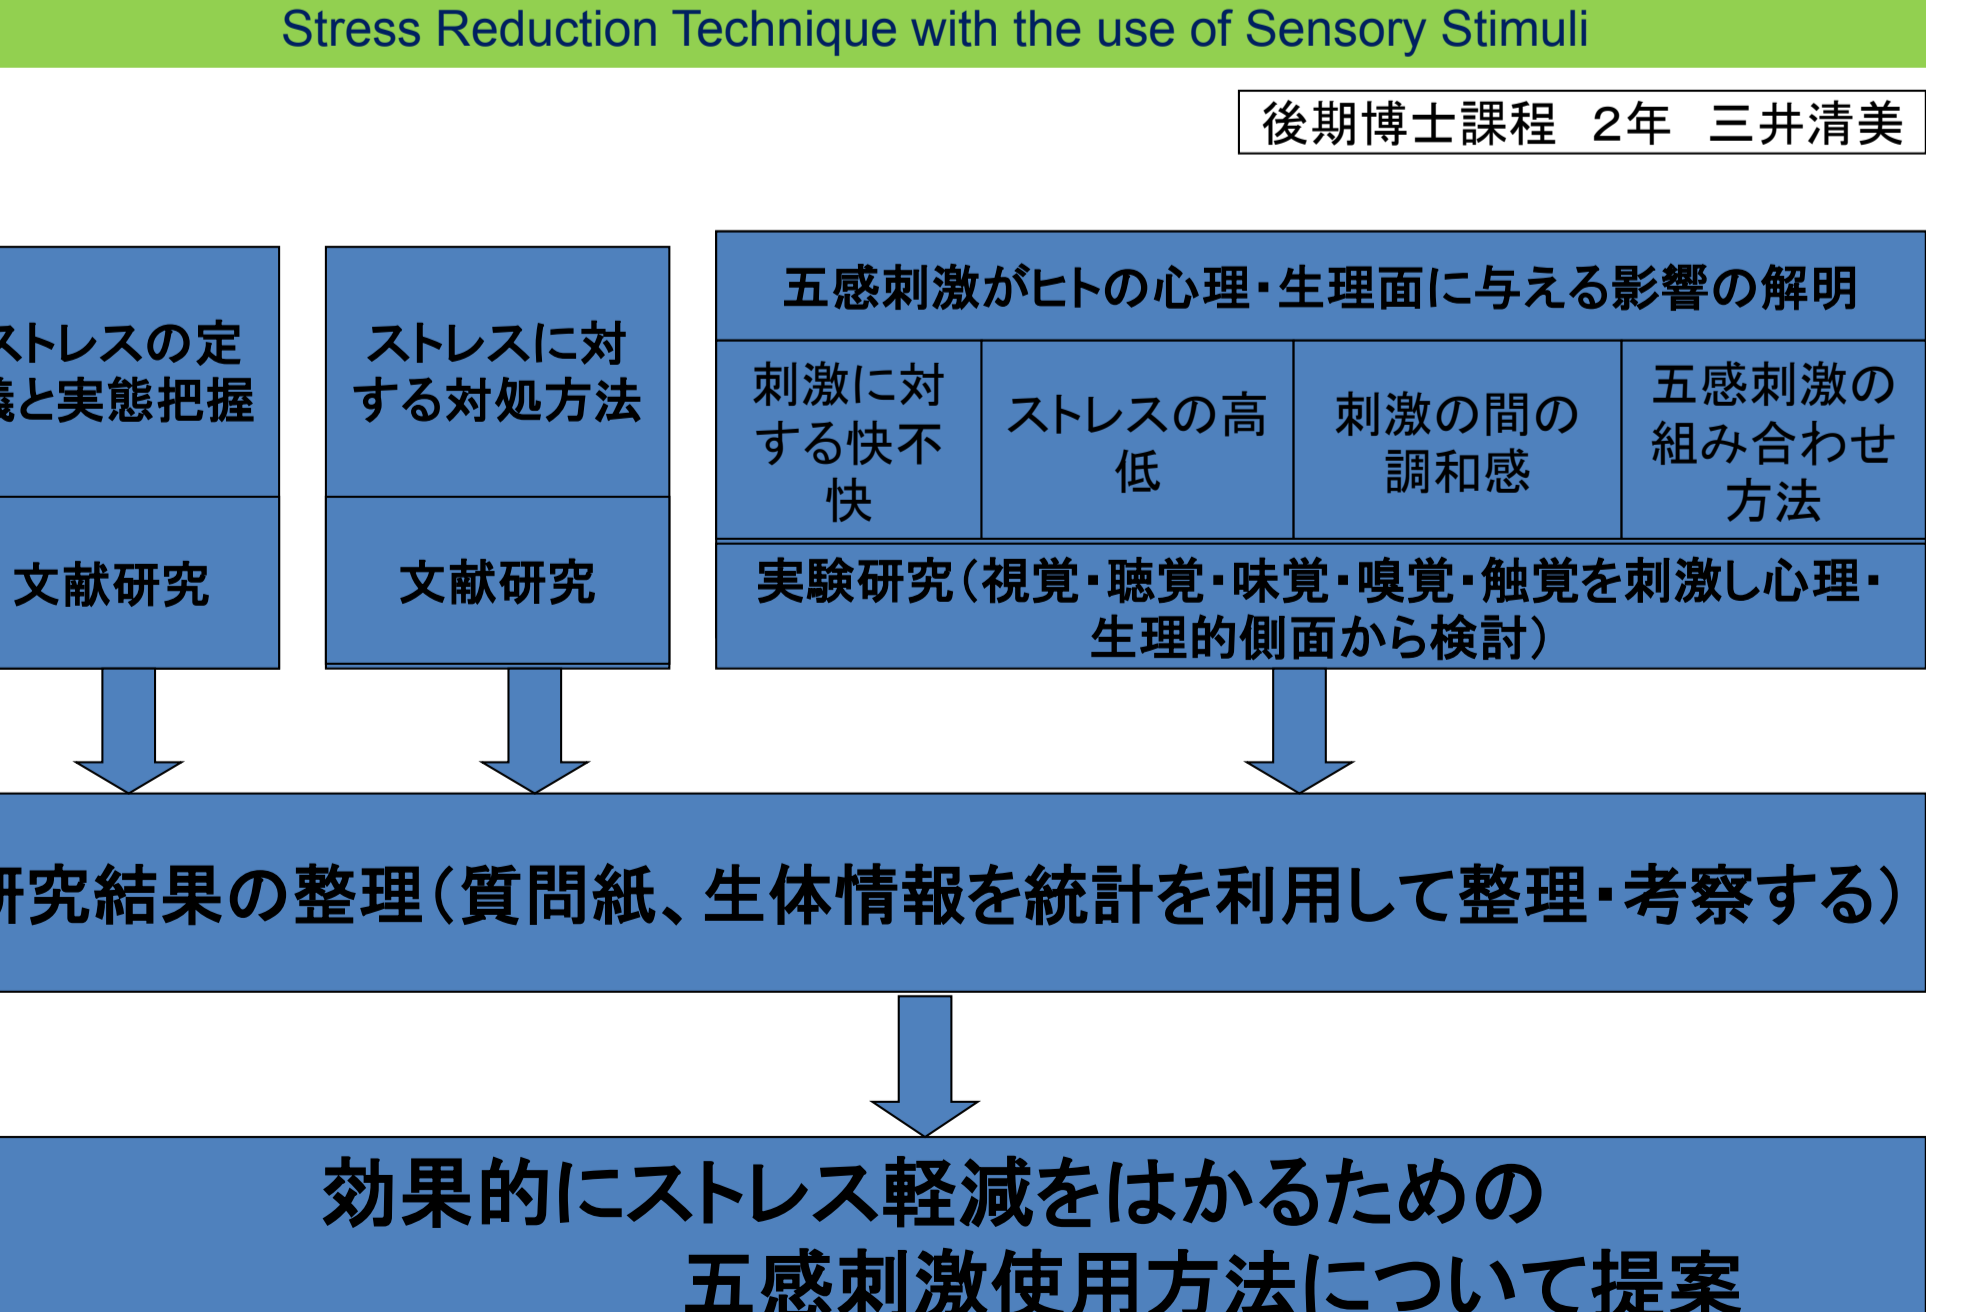 Stress Reduction Technique with the use of Sensory Stimuli
後期博士課程　２年　三井清美
ストレスの定
義と実態把握
文献研究
ストレスに対
する対処方法
文献研究
五感刺激がヒトの心理・生理面に与える影響の解明
刺激に対
する快不
快
ストレスの高
低
刺激の間の
調和感
五感刺激の
組み合わせ
方法
実験研究（視覚・聴覚・味覚・嗅覚・触覚を刺激し心理・
生理的側面から検討）
研究結果の整理（質問紙、生体情報を統計を利用して整理・考察する）
効果的にストレス軽減をはかるための
五感刺激使用方法について提案